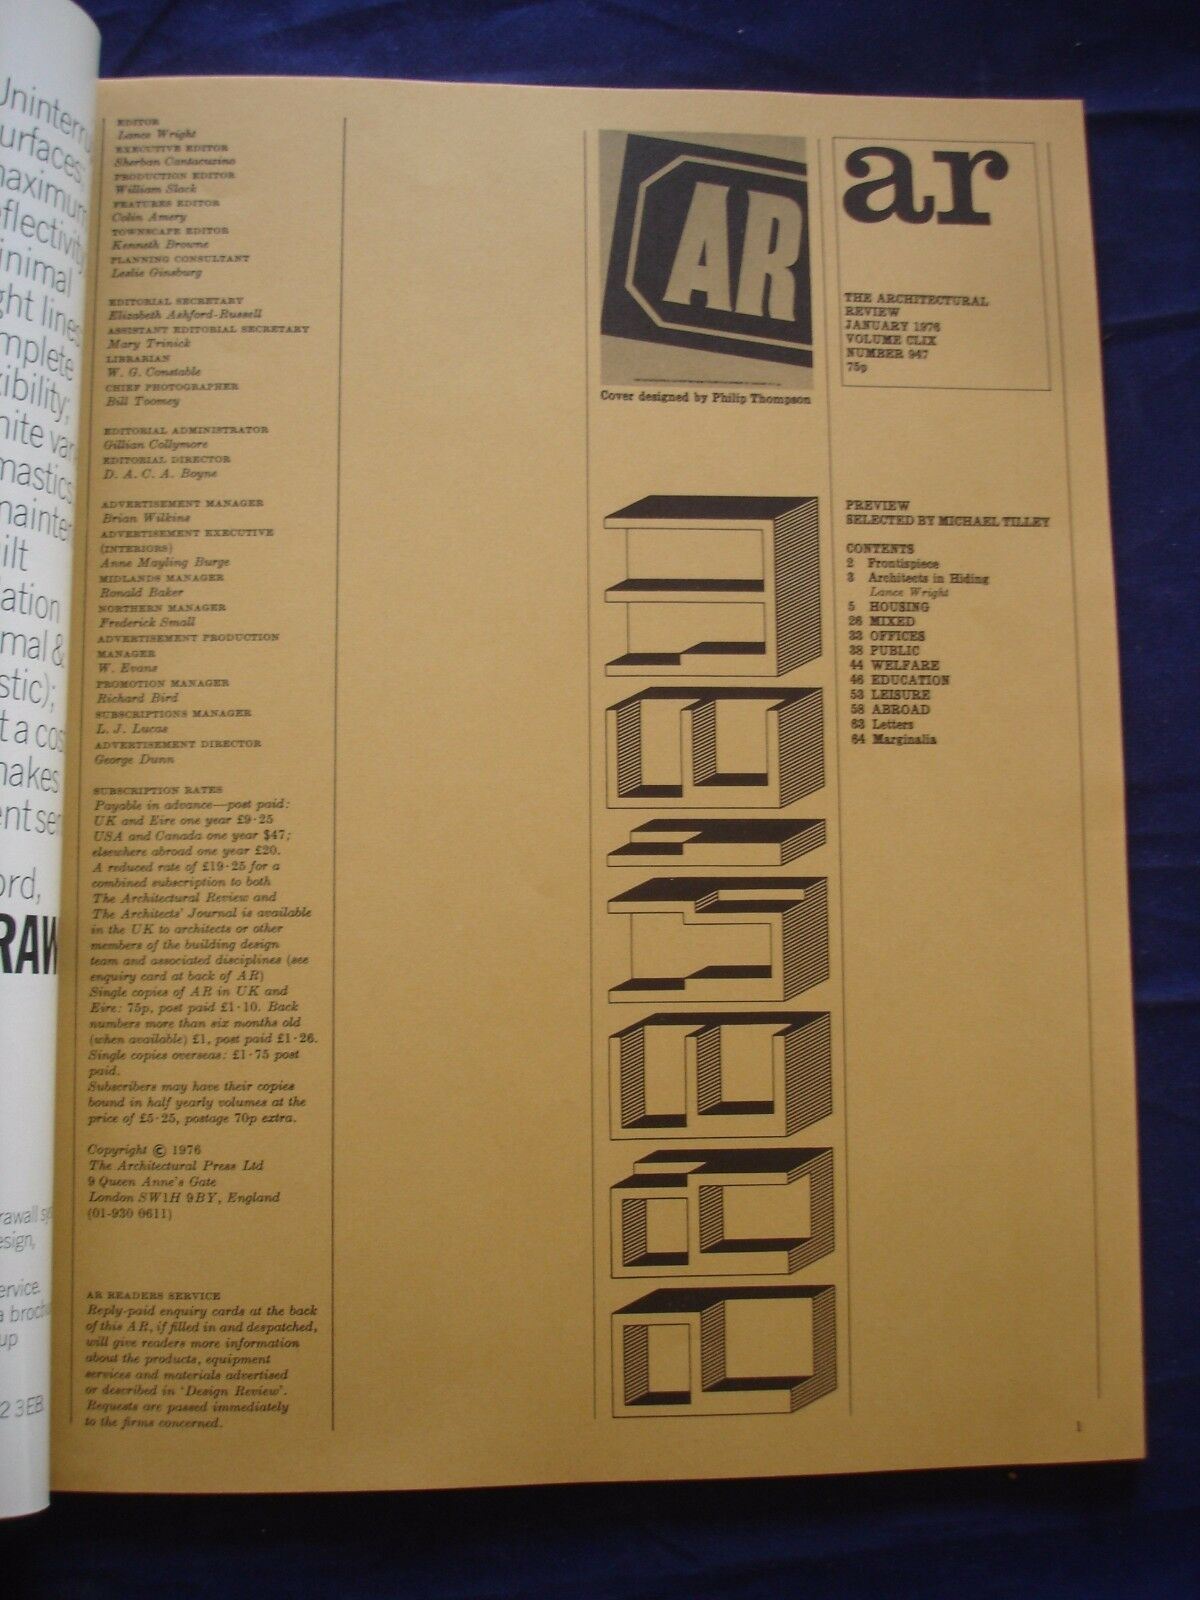 surfaces;
maximum
reflectivity
minimal
lines
complete
ord,
RAW
esign,
ervice
up
2 3EB
EDITOR
Lance Wright
EXECUTIVE EDITOR
Sherban Cantacuzino
PRODUCTION EDITOR
William Slack
FEATURES EDITOR
Colin Amery
TOWNSCAPE EDITOR
Kenneth Browne
PLANNING CONSULTANT
Leslie Ginsburg
EDITORIAL SECRETARY
Elizabeth Ashford-Russell
ASSISTANT EDITORIAL SECRETARY
Mary Trinick
LIBRARIAN
W. G. Constable
CHIEF PHOTOGRAPHER
Bill Toomey
EDITORIAL ADMINISTRATOR
Gillian Collymore
EDITORIAL DIRECTOR
D. A. C. A. Boyne
ADVERTISEMENT MANAGER
Brian Wilkins
ADVERTISEMENT EXECUTIVE
(INTERIORS)
Anne Mayling Burge
MIDLANDS MANAGER
Ronald Baker
NORTHERN MANAGER
Frederick Small
ADVERTISEMENT PRODUCTION
MANAGER
W. Evans
PROMOTION MANAGER
Richard Bird
SUBSCRIPTIONS MANAGER
L. J. Lucas
ADVERTISEMENT DIRECTOR
George Dunn
SUBSCRIPTION RATES
Payable in advance—post paid:
UK and Eire one year £9·25
USA and Canada one year $47;
elsewhere abroad one year £20.
A reduced rate of £19·25 for a
combined subscription to both
The Architectural Review and
The Architects' Journal is available
in the UK to architects or other
members of the building design
team and associated disciplines (see
enquiry card at back of AR)
Single copies of AR in UK and
Eire: 75p, post paid £1·10. Back
numbers more than six months old
(when available) £1, post paid £1·26.
Single copies overseas: £1·75 post
paid.
Subscribers may have their copies
bound in half yearly volumes at the
price of £5·25, postage 70p extra.
Copyright © 1976
The Architectural Press Ltd
9 Queen Anne's Gate
London SW1H 9BY, England
(01-930 0611)
AR READERS SERVICE
Reply-paid enquiry cards at the back
of this AR, if filled in and despatched,
will give readers more information
about the products, equipment
services and materials advertised
or described in 'Design Review'.
Requests are passed immediately
to the firms concerned.
AR
Cover designed by Philip Thompson
PREVIEW
ar
THE ARCHITECTURAL
REVIEW
JANUARY 1976
VOLUME CLIX
NUMBER 947
75p
PREVIEW
SELECTED BY MICHAEL TILLEY
CONTENTS
2 Frontispiece
3 Architects in Hiding
Lance Wright
5 HOUSING
26 MIXED
32 OFFICES
38 PUBLIC
44 WELFARE
46 EDUCATION
53 LEISURE
58 ABROAD
63 Letters
64 Marginalia
1